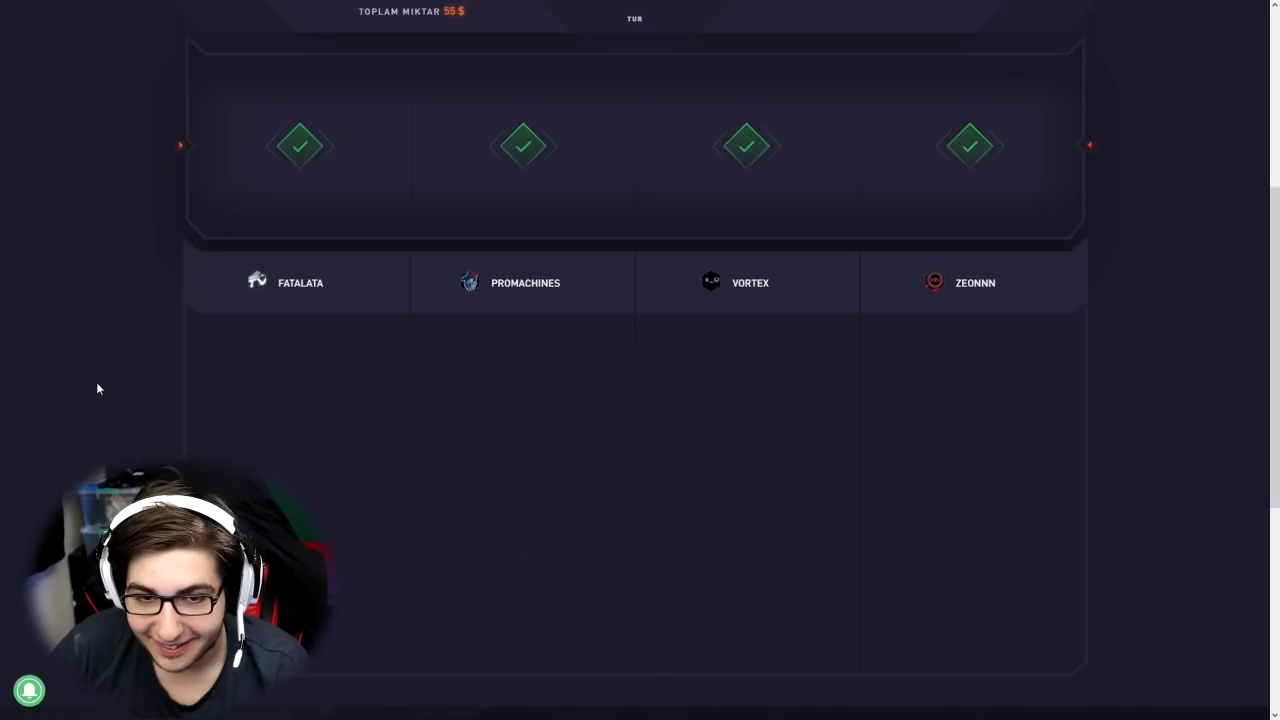 TOPLAM MIKTAR 55 $
TUR
FATALATA
PROMACHINES
VORTEX
ZEONNN